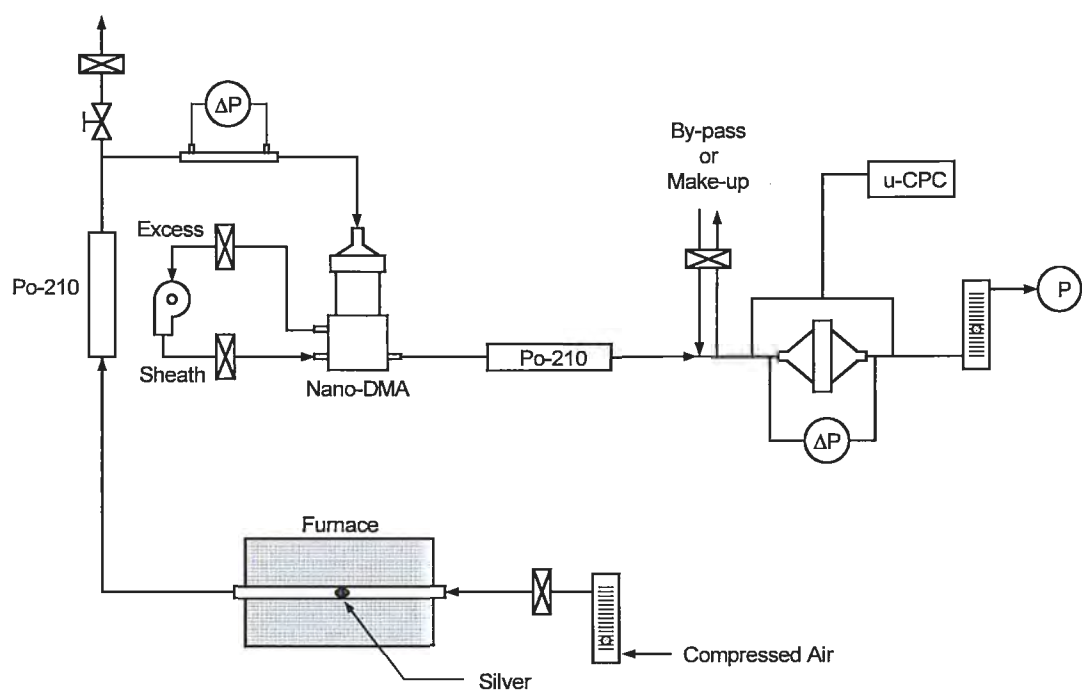 ΔP
By-pass
or
Make-up
u-CPC
Excess
Po-210
P
Sheath
Po-210
Nano-DMA
ΔP
Furnace
Compressed Air
Silver